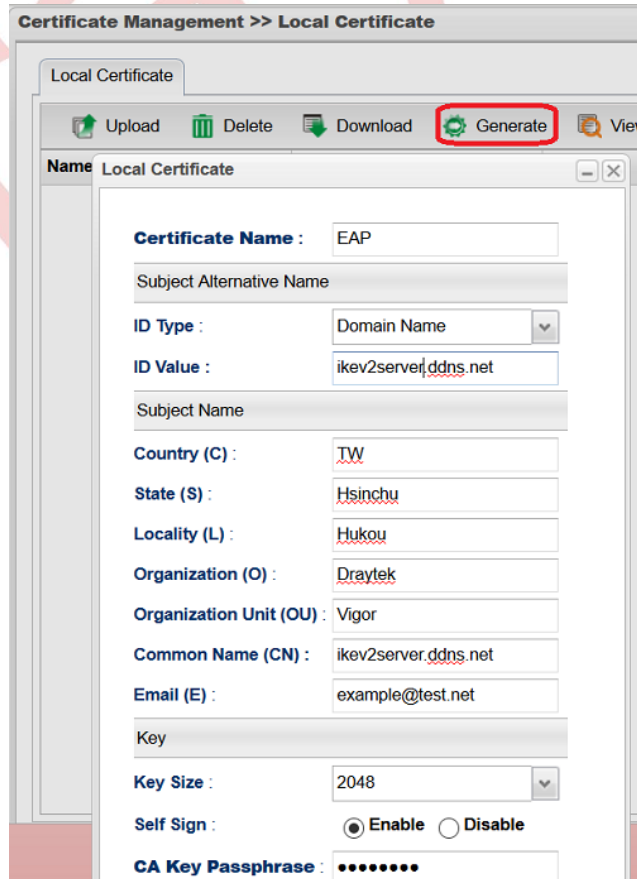 Certificate Management >> Local Certificate
Local Certificate
Upload Delete Download Generate
Name Local Certificate
Certificate Name : EAP
Subject Alternative Name
ID Type : Domain Name
ID Value : ikev2server.ddns.net
Subject Name
Country (C) : TW
State (S) : Hsinchu
Locality (L) : Hukou
Organization (O) : Draytek
Organization Unit (OU) : Vigor
Common Name (CN) : ikev2server.ddns.net
Email (E) : example@test.net
Key
Key Size : 2048
Self Sign : Enable Disable
CA Key Passphrase : ••••••••